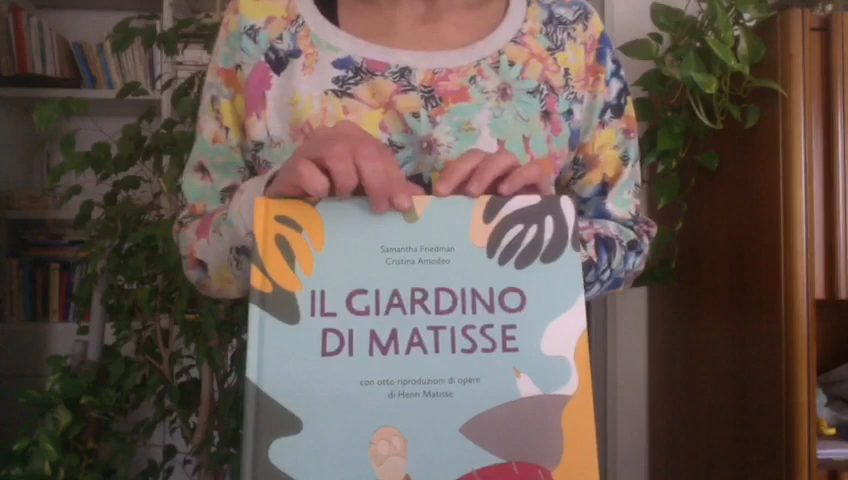 Samantha Friedman
Cristina Amodeo
IL GIARDINO
DI MATISSE
con otto riproduzioni di opere
di Henri Matisse